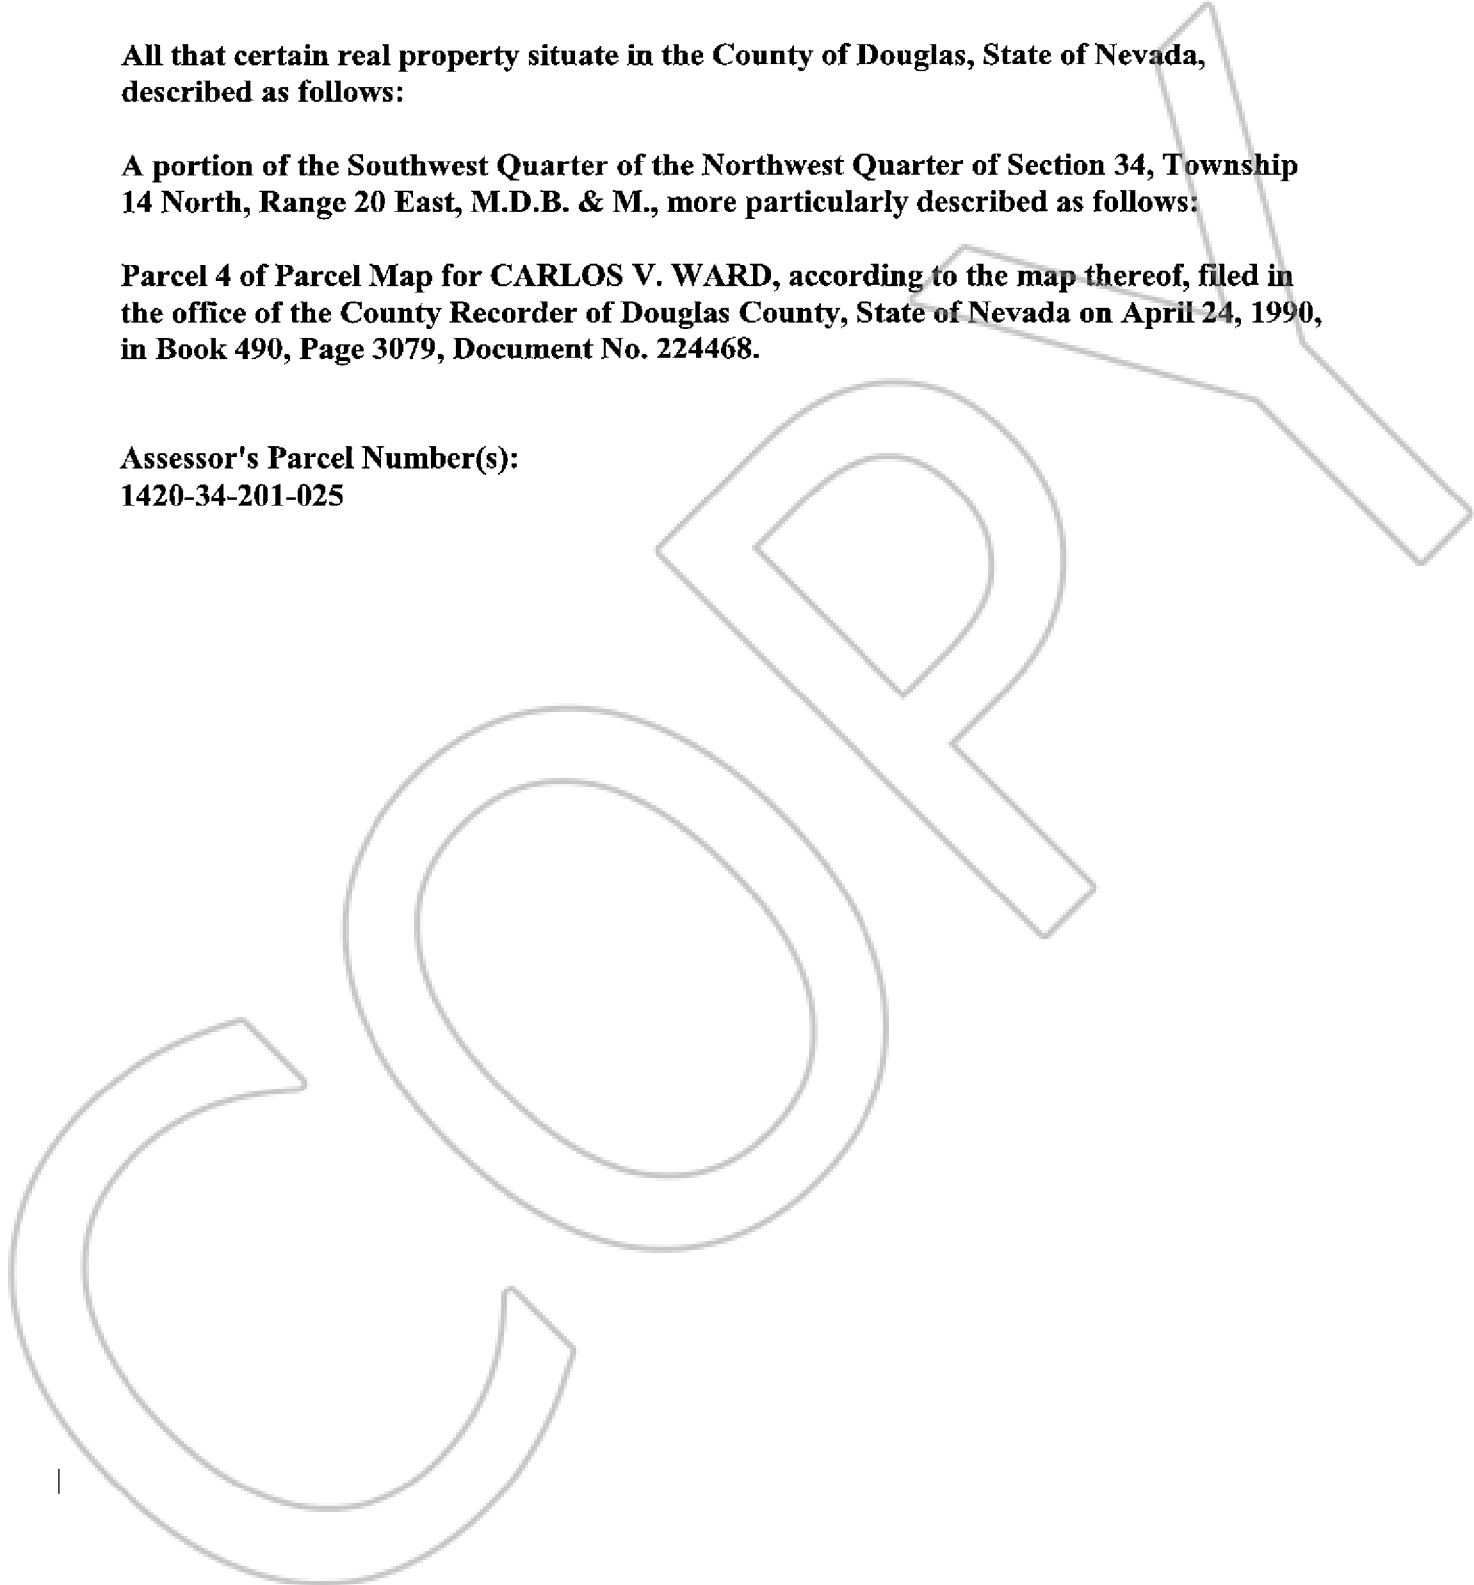 All that certain real property situate in the County of Douglas, State of Nevada,
described as follows:
A portion of the Southwest Quarter of the Northwest Quarter of Section 34, Township
14 North, Range 20 East, M.D.B. & M., more particularly described as follows:
Parcel 4 of Parcel Map for CARLOS V. WARD, according to the map thereof, filed in
the office of the County Recorder of Douglas County, State of Nevada on April 24, 1990,
in Book 490, Page 3079, Document No. 224468.
Assessor's Parcel Number(s):
1420-34-201-025
COPY